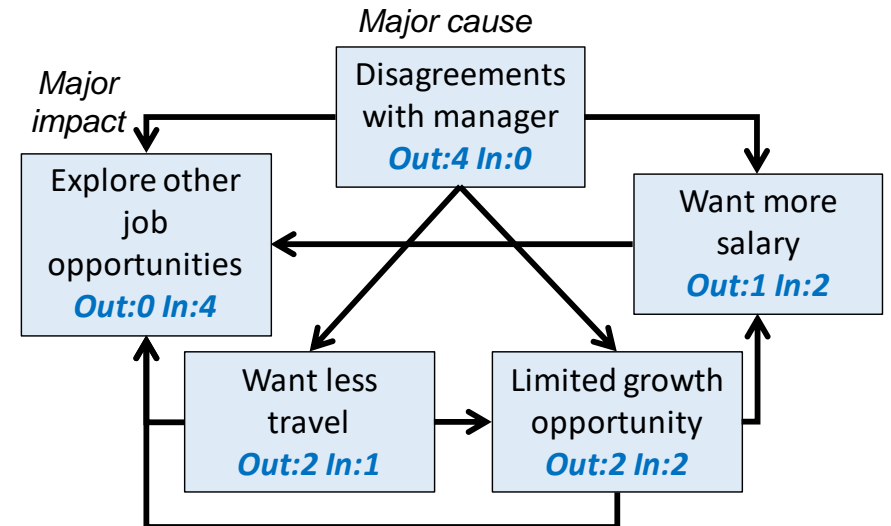 Major cause
Major
impact
Disagreements
with manager
Out:4 In:0
Explore other
job
opportunities
Out:0 In:4
Want more
salary
Out:1 In:2
Want less
travel
Out:2 In:1
Limited growth
opportunity
Out:2 In:2